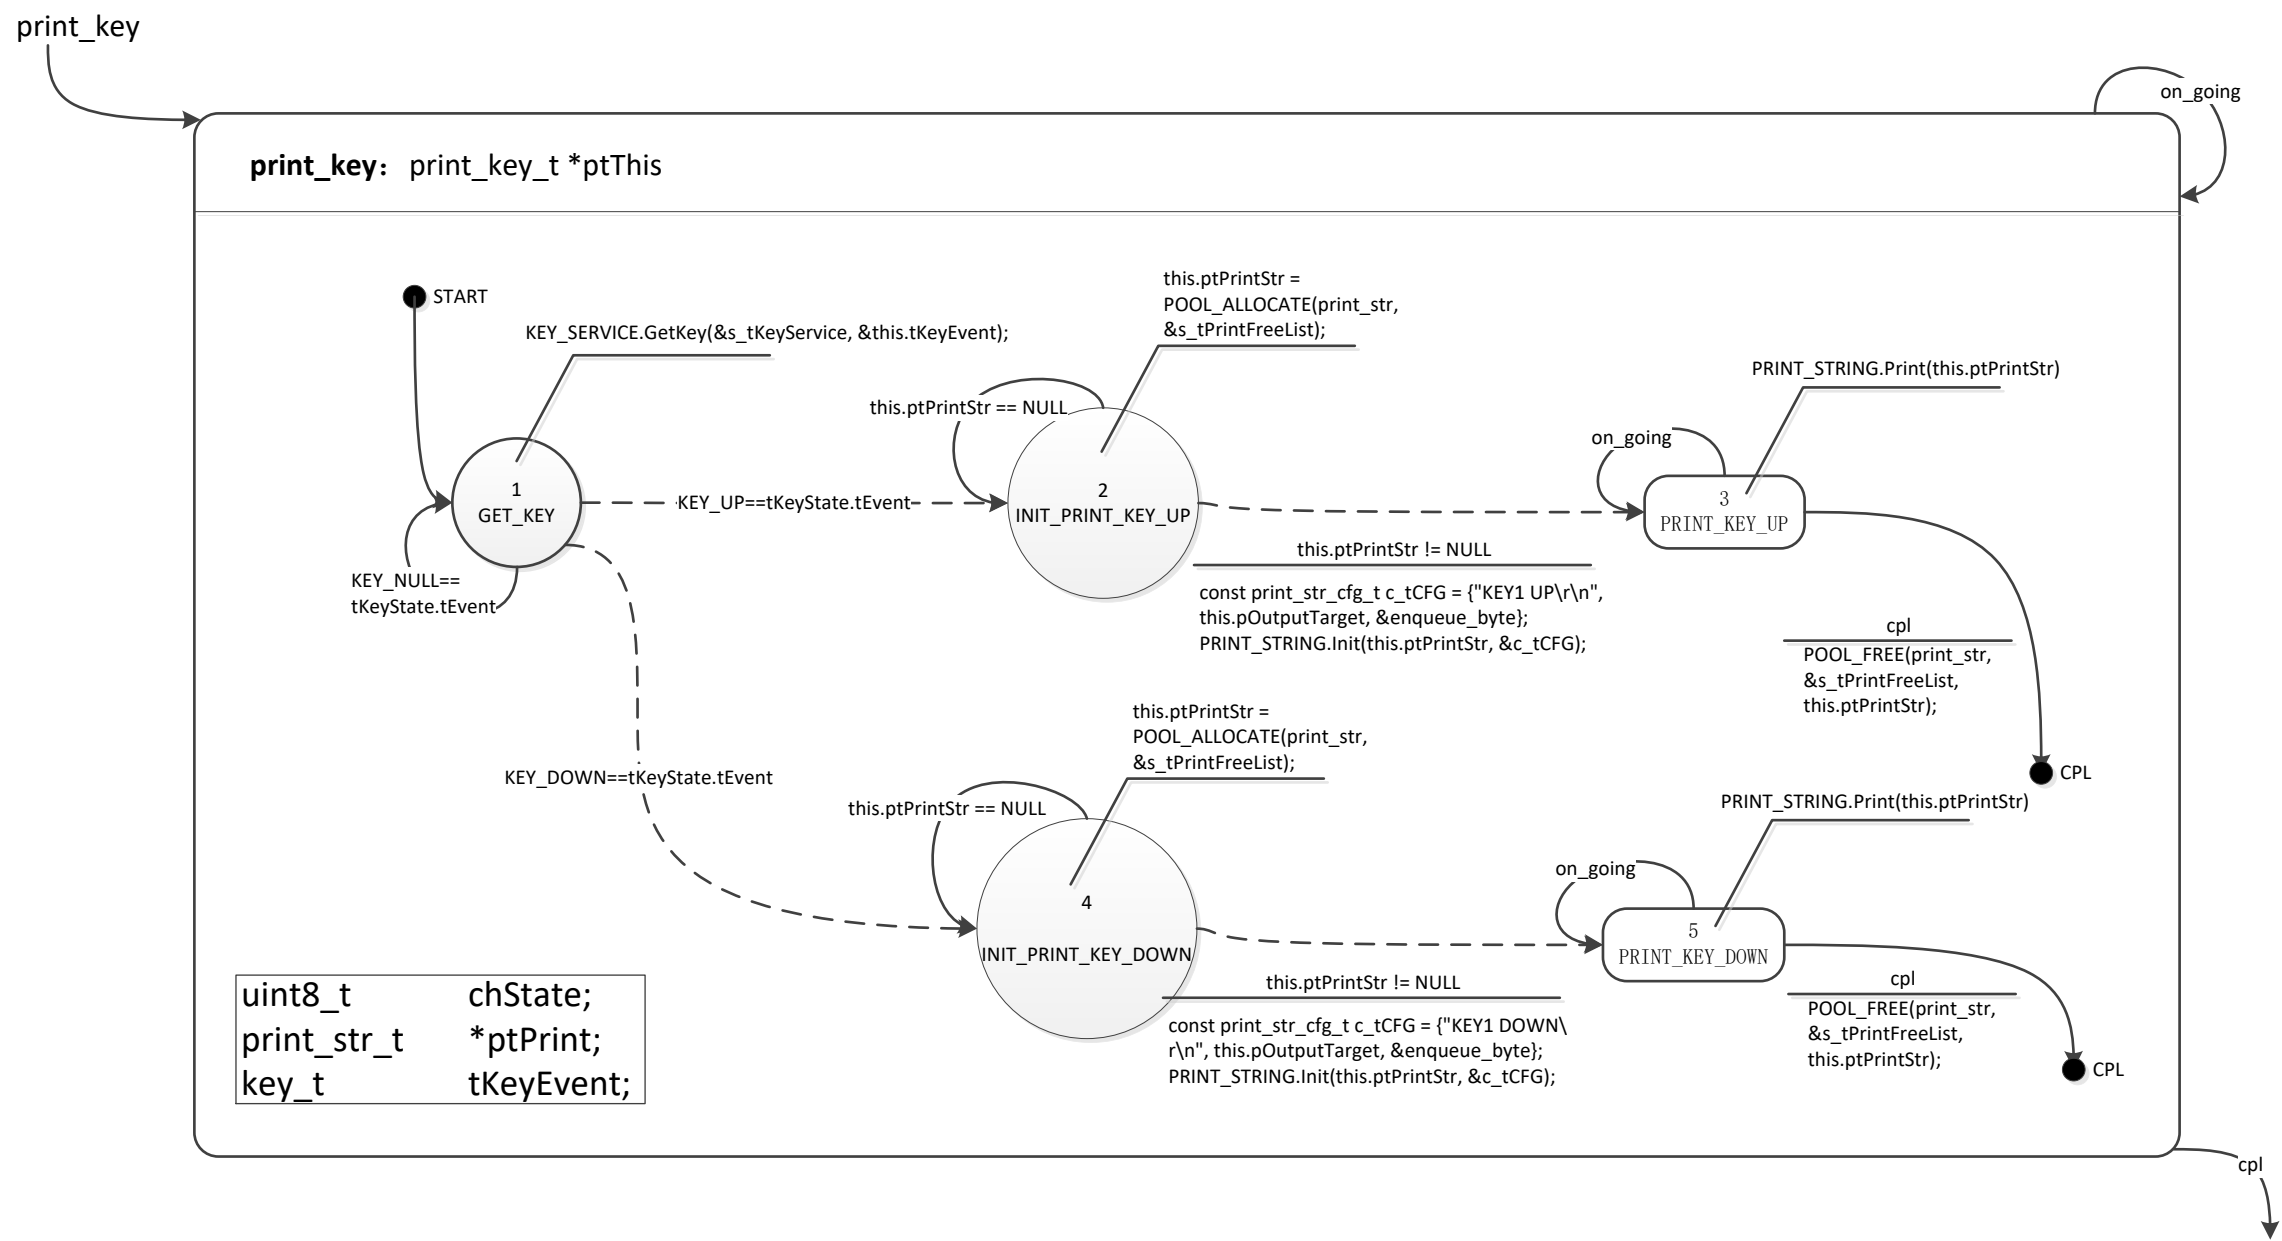 print_key
on_going
print_key: print_key_t *ptThis
START
KEY_SERVICE.GetKey(&s_tKeyService, &this.tKeyEvent);
1
GET_KEY
KEY_NULL==
tKeyState.tEvent
KEY_UP==tKeyState.tEvent
this.ptPrintStr =
POOL_ALLOCATE(print_str,
&s_tPrintFreeList);
this.ptPrintStr == NULL
2
INIT_PRINT_KEY_UP
this.ptPrintStr != NULL
const print_str_cfg_t c_tCFG = {"KEY1 UP\r\n",
this.pOutputTarget, &enqueue_byte};
PRINT_STRING.Init(this.ptPrintStr, &c_tCFG);
PRINT_STRING.Print(this.ptPrintStr)
on_going
3
PRINT_KEY_UP
cpl
POOL_FREE(print_str,
&s_tPrintFreeList,
this.ptPrintStr);
CPL
KEY_DOWN==tKeyState.tEvent
this.ptPrintStr =
POOL_ALLOCATE(print_str,
&s_tPrintFreeList);
this.ptPrintStr == NULL
4
INIT_PRINT_KEY_DOWN
this.ptPrintStr != NULL
const print_str_cfg_t c_tCFG = {"KEY1 DOWN\
r\n", this.pOutputTarget, &enqueue_byte};
PRINT_STRING.Init(this.ptPrintStr, &c_tCFG);
PRINT_STRING.Print(this.ptPrintStr)
on_going
5
PRINT_KEY_DOWN
cpl
POOL_FREE(print_str,
&s_tPrintFreeList,
this.ptPrintStr);
CPL
uint8_t chState;
print_str_t *ptPrint;
key_t tKeyEvent;
cpl